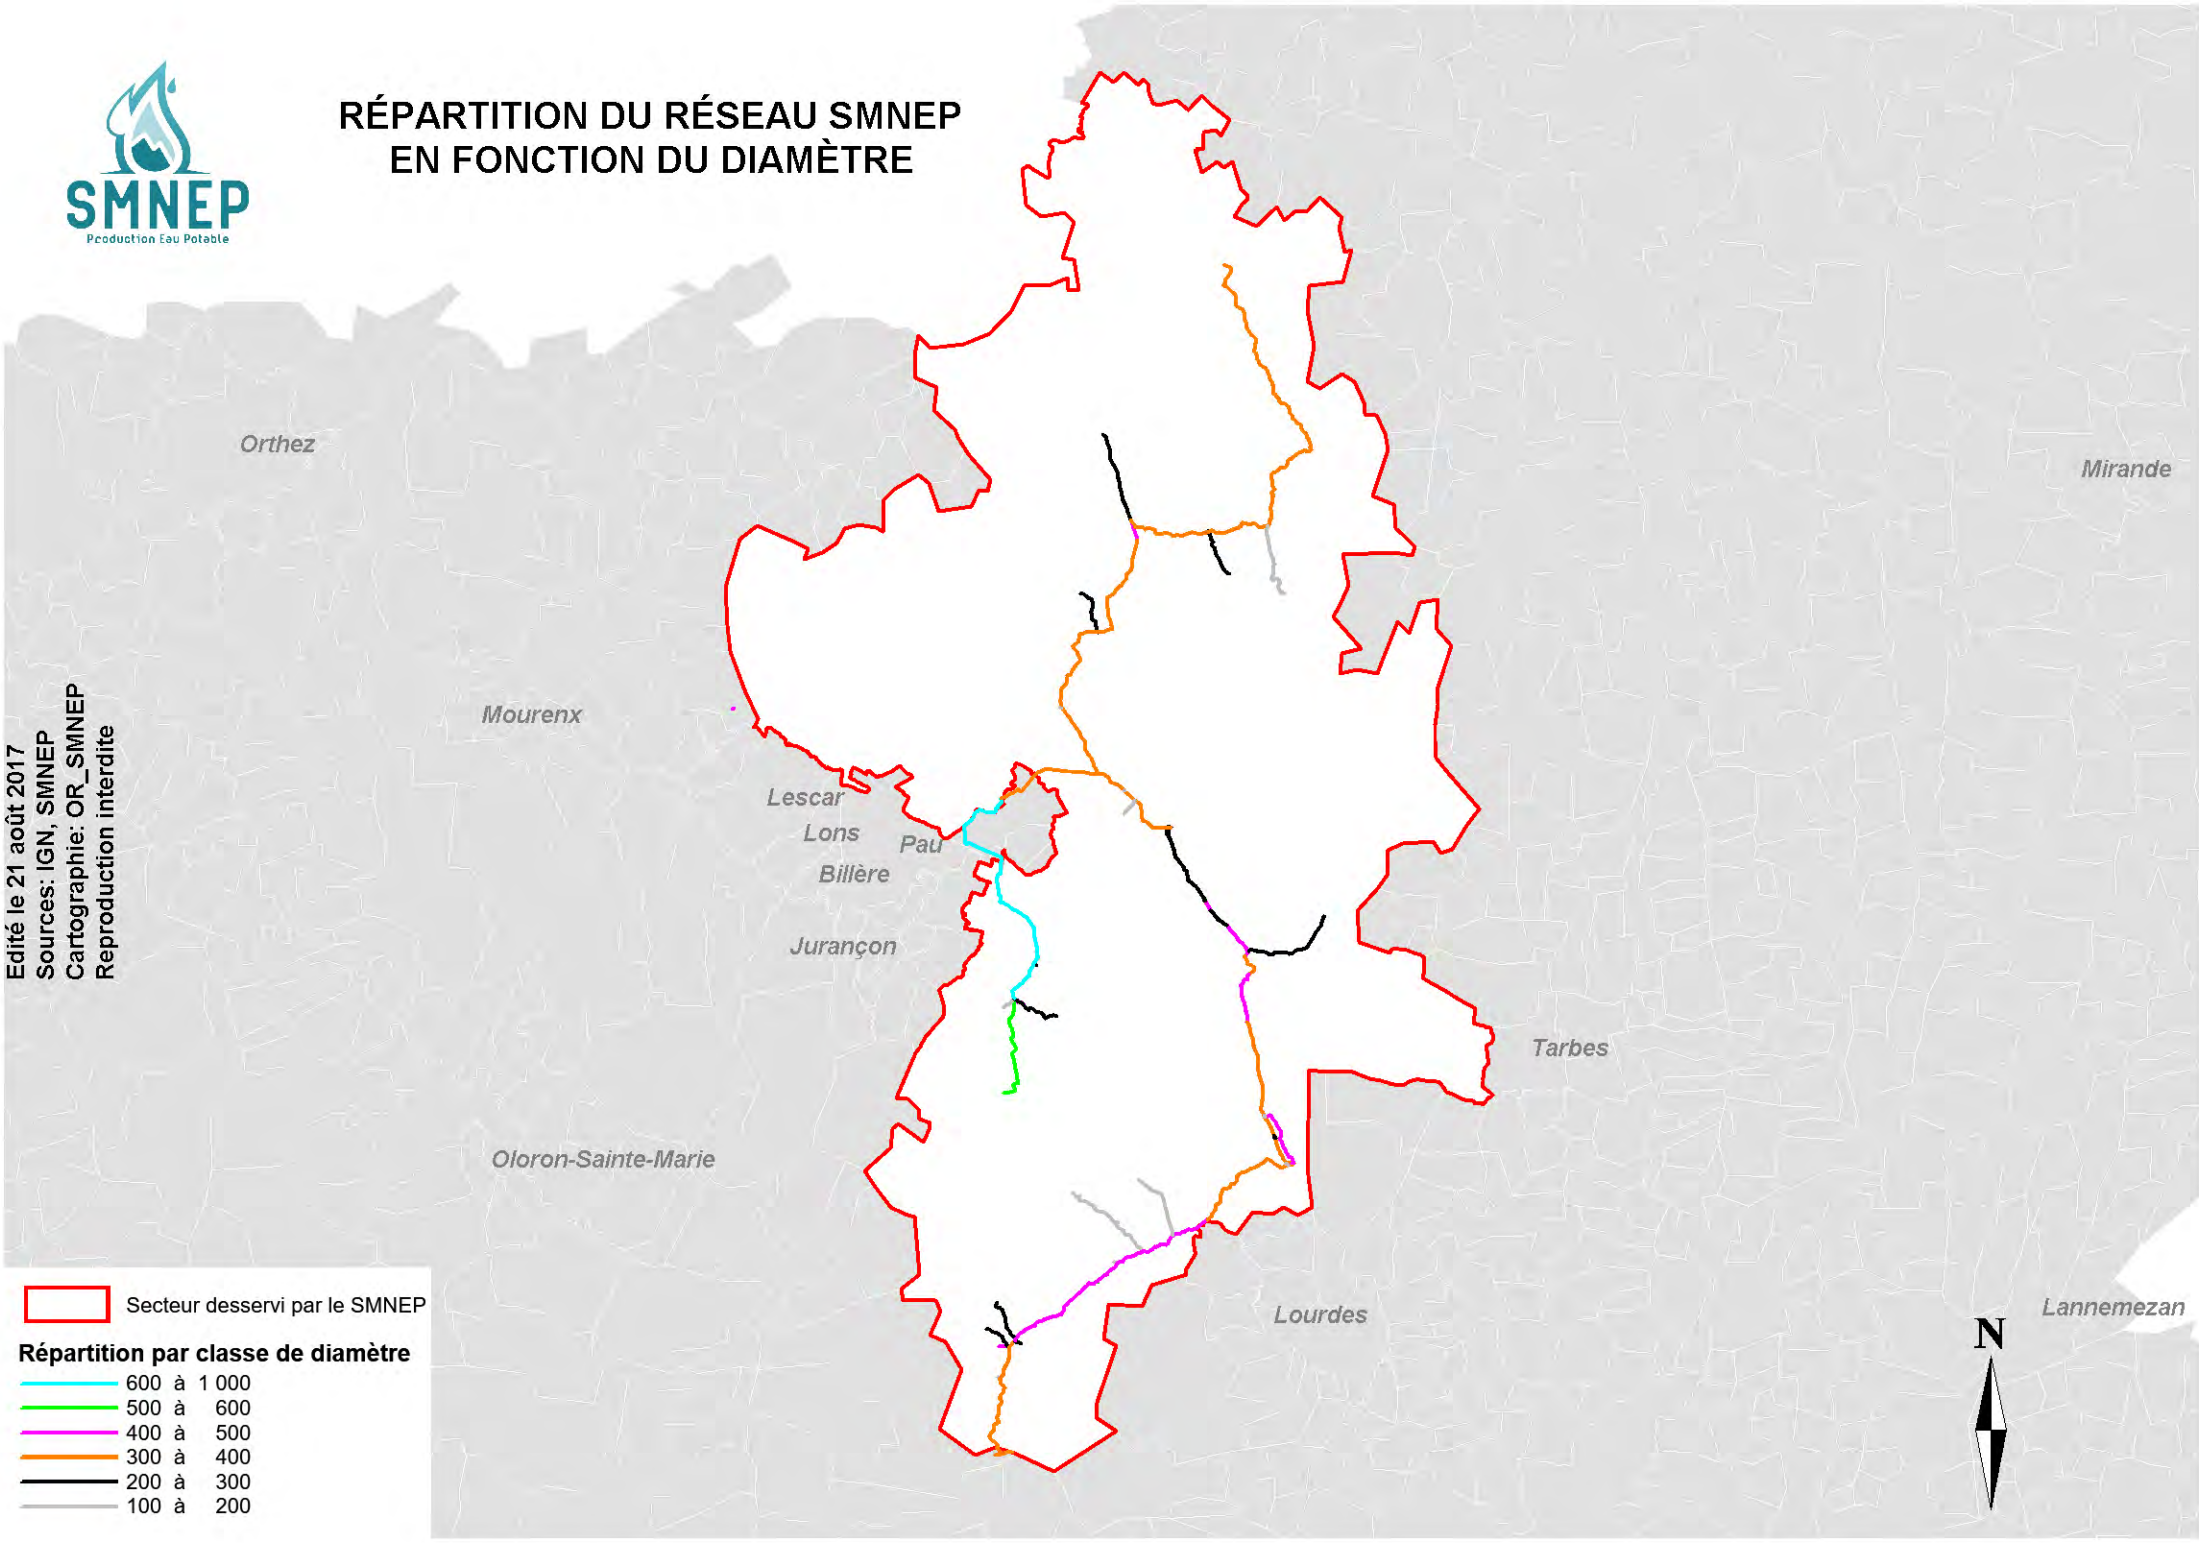 RÉPARTITION DU RÉSEAU SMNEP
EN FONCTION DU DIAMÈTRE
SMNEP
Production Eau Potable
Orthez
Mirande
Mourenx
Lescar
Lons
Pau
Billère
Jurançon
Tarbes
Oloron-Sainte-Marie
Lourdes
Lannemezan
Edité le 21 août 2017
Sources: IGN, SMNEP
Cartographie: OR_SMNEP
Reproduction interdite
Secteur desservi par le SMNEP
Répartition par classe de diamètre
600 à 1 000
500 à 600
400 à 500
300 à 400
200 à 300
100 à 200
N